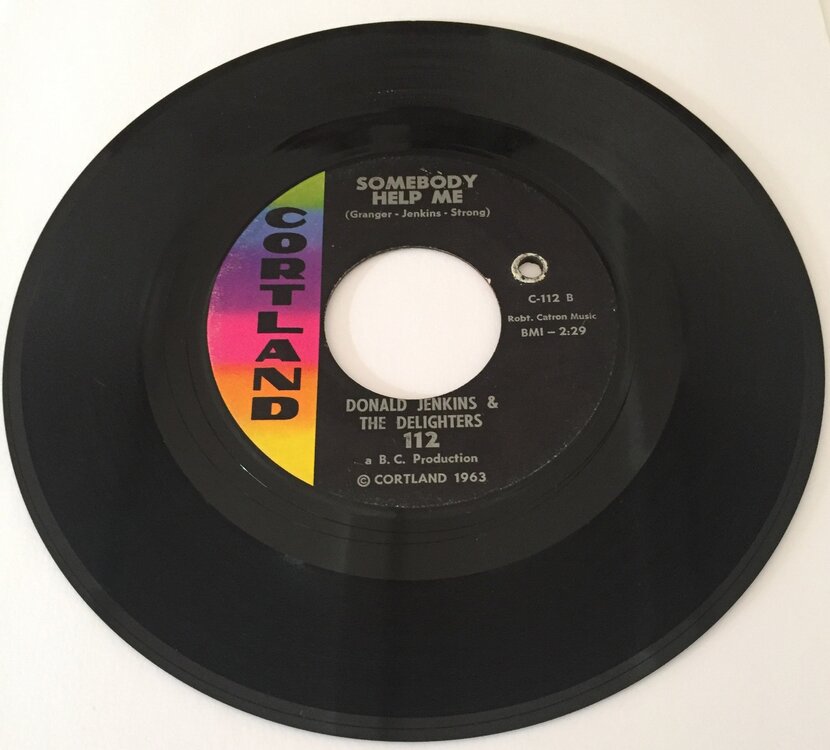 CORTLAND
SOMEBODY
HELP ME
(Granger - Jenkins - Strong)
C-112 B
Robt. Catron Music
BMI - 2:29
DONALD JENKINS &
THE DELIGHTERS
112
a B. C. Production
© CORTLAND 1963